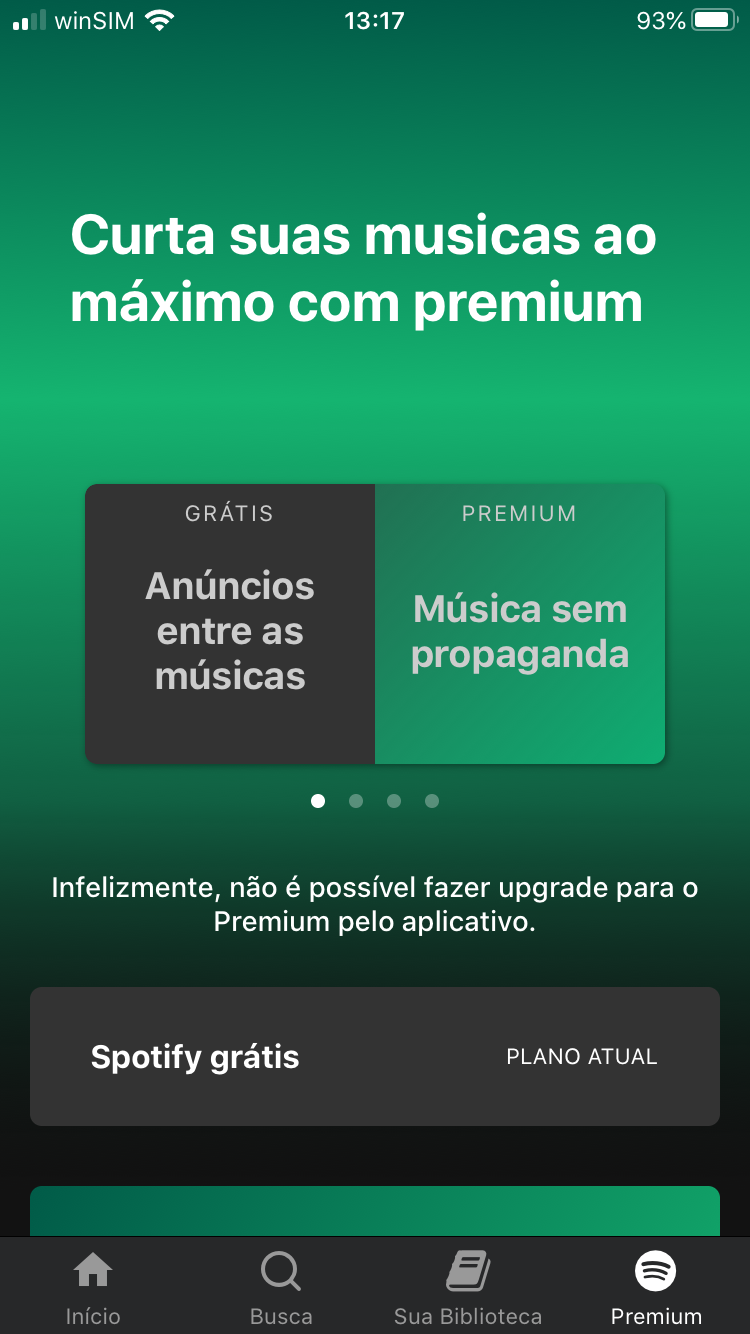 winSIM 13:17 93%
Curta suas musicas ao
máximo com premium
GRÁTIS
Anúncios
entre as
músicas
PREMIUM
Música sem
propaganda
Infelizmente, não é possível fazer upgrade para o
Premium pelo aplicativo.
Spotify grátis PLANO ATUAL
Início Busca Sua Biblioteca Premium